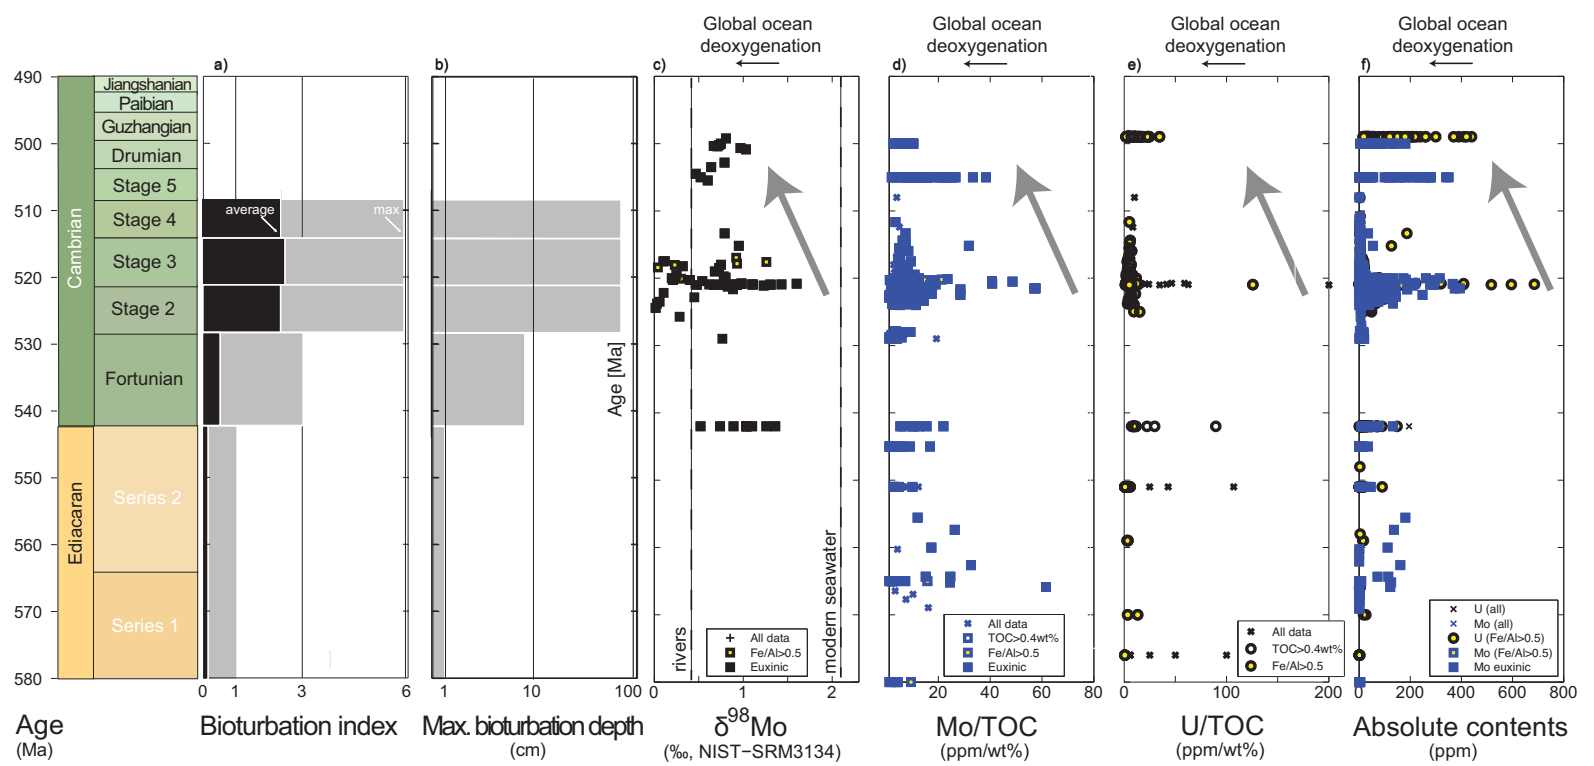 Global ocean
deoxygenation
Global ocean
deoxygenation
Global ocean
deoxygenation
Global ocean
deoxygenation
a)
b)
c)
d)
e)
f)
490
500
510
520
530
540
550
560
570
580
Cambrian
Ediacaran
Jiangshanian
Paibian
Guzhangian
Drumian
Stage 5
Stage 4
Stage 3
Stage 2
Fortunian
Series 2
Series 1
average
max
Age [Ma]
rivers
modern seawater
All data
Fe/Al>0.5
Euxinic
All data
TOC>0.4wt%
Fe/Al>0.5
Euxinic
All data
TOC>0.4wt%
Fe/Al>0.5
U (all)
Mo (all)
U (Fe/Al>0.5)
Mo (Fe/Al>0.5)
Mo euxinic
0 1 3 6
1 10 100
0 1 2
20 40 60 80
0 200
0 200 400 600 800
Age
(Ma)
Bioturbation index
Max. bioturbation depth
(cm)
δ98Mo
(‰, NIST−SRM3134)
Mo/TOC
(ppm/wt%)
U/TOC
(ppm/wt%)
Absolute contents
(ppm)